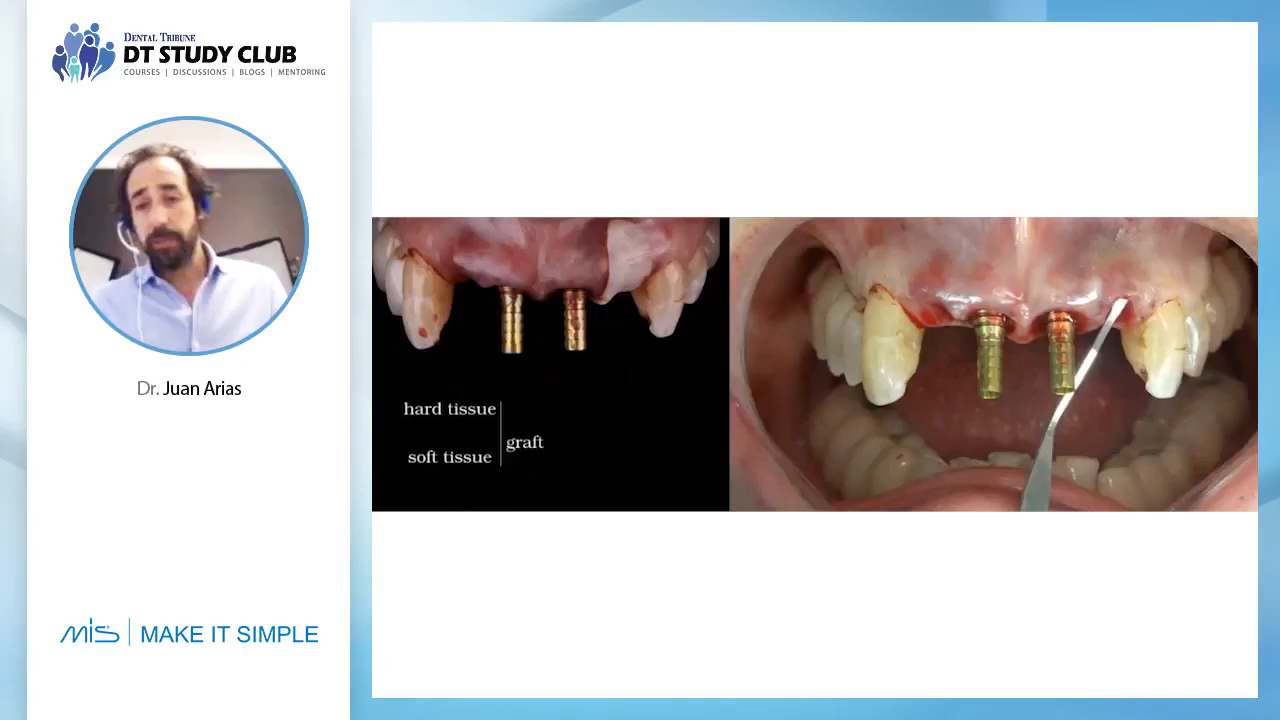 DENTAL TRIBUNE
DT STUDY CLUB
COURSES | DISCUSSIONS | BLOGS | MENTORING
Dr. Juan Arias
mis | MAKE IT SIMPLE
hard tissue
soft tissue
graft